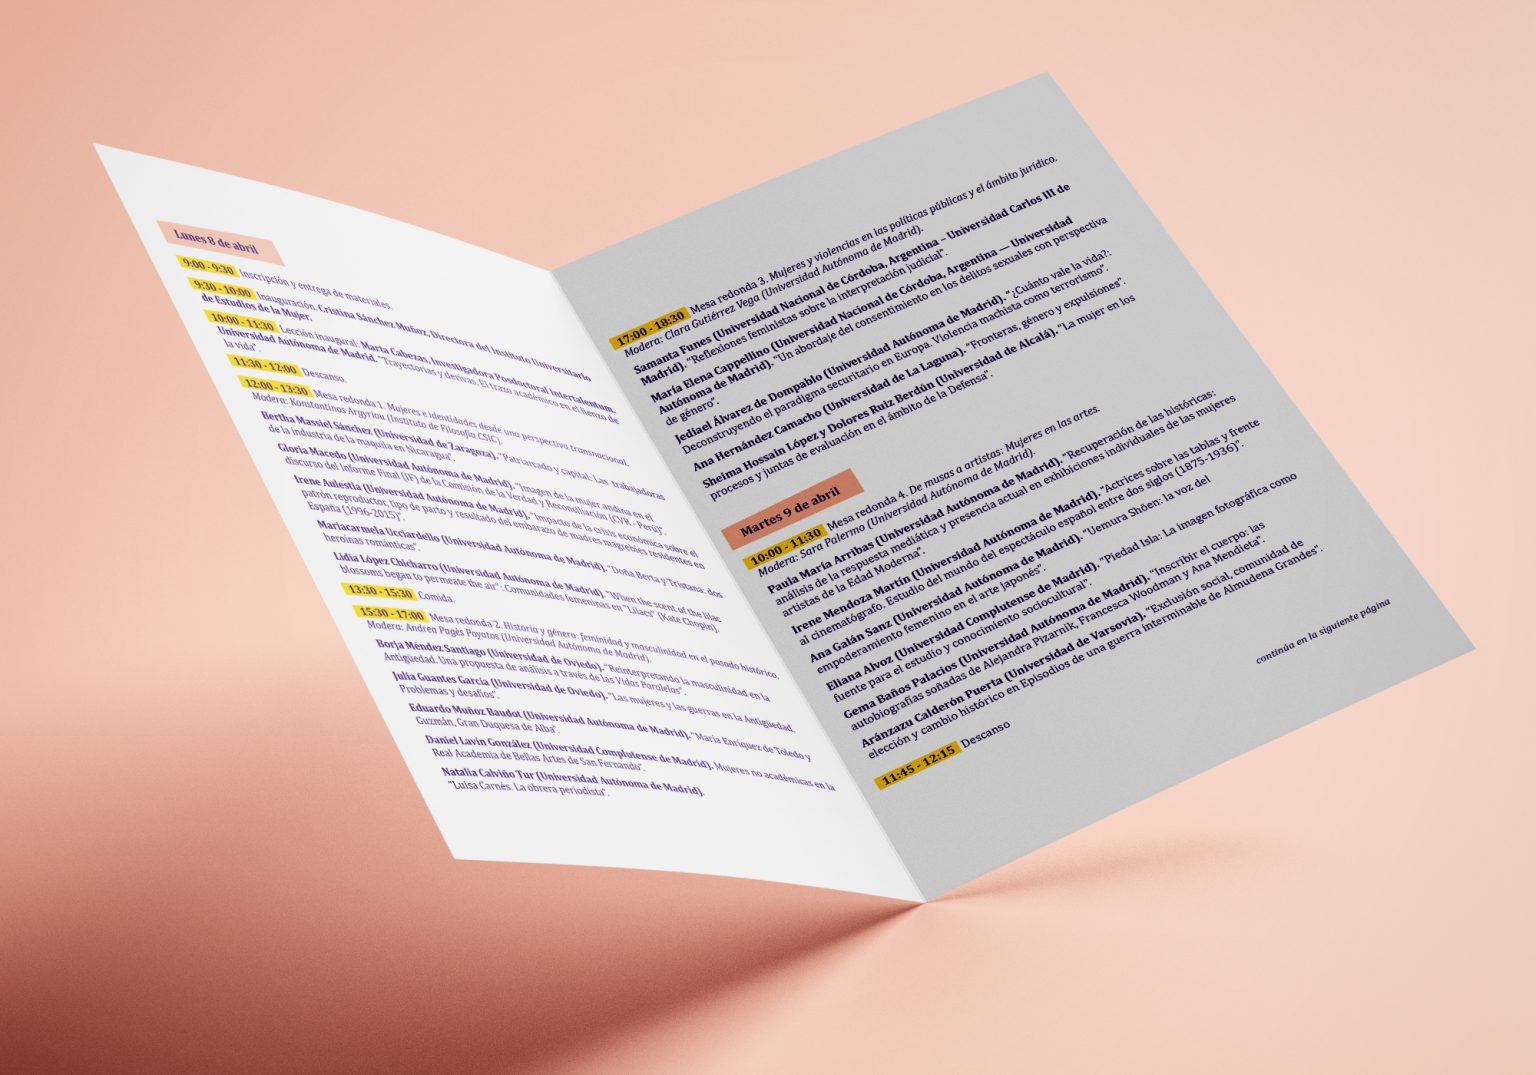 Lunes 8 de abril
9:00 - 9:30 Inscripción y entrega de materiales.
9:30 - 10:00 Inauguración. Cristina Sánchez Muñoz, Directora del Instituto Universitario
de Estudios de la Mujer.
10:00 - 11:30 Lección inaugural: Marta Cabezas, Investigadora Posdoctoral Intertalentum,
Universidad Autónoma de Madrid. "Trayectorias y derivas. El trazo académico en el lienzo de
la vida".
11:30 - 12:00 Descanso.
12:00 - 13:30 Mesa redonda 1. Mujeres e identidades desde una perspectiva transnacional.
Modera: Konstantinos Argyriou (Instituto de Filosofía CSIC).
Bertha Massiel Sánchez (Universidad de Zaragoza). "Patriarcado y capital: Las trabajadoras
de la industria de la maquila en Nicaragua".
Gloria Macedo (Universidad Autónoma de Madrid). "Imagen de la mujer andina en el
discurso del Informe Final (IF) de la Comisión de la Verdad y Reconciliación (CVR - Perú)".
Irene Aulestia (Universidad Autónoma de Madrid). "Impacto de la crisis económica sobre el
patrón reproductor, tipo de parto y resultado del embarazo de madres magrebíes residentes en
España (1996-2015)".
Mariacarmela Ucciardello (Universidad Autónoma de Madrid). "Doña Berta y Tristana: dos
heroínas románticas".
Lidia López Chicharro (Universidad Autónoma de Madrid). "When the scent of the lilac
blossoms began to permeate the air": Comunidades femeninas en "Lilacs" (Kate Chopin).
13:30 - 15:30 Comida.
15:30 - 17:00 Mesa redonda 2. Historia y género: feminidad y masculinidad en el pasado histórico.
Modera: Andrea Pagés Poyatos (Universidad Autónoma de Madrid).
Borja Méndez Santiago (Universidad de Oviedo). "Reinterpretando la masculinidad en la
Antigüedad. Una propuesta de análisis a través de las Vidas Paralelas".
Julia Guantes García (Universidad de Oviedo). "Las mujeres y las guerras en la Antigüedad.
Problemas y desafíos".
Eduardo Muñoz Baudot (Universidad Autónoma de Madrid). "María Enríquez de Toledo y
Guzmán, Gran Duquesa de Alba".
Daniel Lavín González (Universidad Complutense de Madrid). Mujeres no académicas en la
Real Academia de Bellas Artes de San Fernando".
Natalia Calviño Tur (Universidad Autónoma de Madrid).
"Luisa Carnés. La obrera periodista".
17:00 - 18:30 Mesa redonda 3. Mujeres y violencias en las políticas públicas y el ámbito jurídico.
Modera: Clara Gutiérrez Vega (Universidad Autónoma de Madrid).
Samanta Funes (Universidad Nacional de Córdoba, Argentina – Universidad Carlos III de
Madrid). "Reflexiones feministas sobre la interpretación judicial".
María Elena Cappellino (Universidad Nacional de Córdoba, Argentina — Universidad
Autónoma de Madrid). "Un abordaje del consentimiento en los delitos sexuales con perspectiva
de género".
Jediael Álvarez de Dompablo (Universidad Autónoma de Madrid). "¿Cuánto vale la vida?:
Deconstruyendo el paradigma securitario en Europa. Violencia machista como terrorismo".
Ana Hernández Camacho (Universidad de La Laguna). "Fronteras, género y expulsiones".
Sheima Hossain López y Dolores Ruiz Berdún (Universidad de Alcalá). "La mujer en los
procesos y juntas de evaluación en el ámbito de la Defensa".
Martes 9 de abril
10:00 - 11:30 Mesa redonda 4. De musas a artistas: Mujeres en las artes.
Modera: Sara Palermo (Universidad Autónoma de Madrid).
Paula María Arribas (Universidad Autónoma de Madrid). "Recuperación de las históricas:
análisis de la respuesta mediática y presencia actual en exhibiciones individuales de las mujeres
artistas de la Edad Moderna".
Irene Mendoza Martín (Universidad Autónoma de Madrid). "Actrices sobre las tablas y frente
al cinematógrafo. Estudio del mundo del espectáculo español entre dos siglos (1875-1936)".
Ana Galán Sanz (Universidad Autónoma de Madrid). "Uemura Shōen: la voz del
empoderamiento femenino en el arte japonés".
Eliana Alvoz (Universidad Complutense de Madrid). "Piedad Isla: La imagen fotográfica como
fuente para el estudio y conocimiento sociocultural".
Gema Baños Palacios (Universidad Autónoma de Madrid). "Inscribir el cuerpo: las
autobiografías soñadas de Alejandra Pizarnik, Francesca Woodman y Ana Mendieta".
Aránzazu Calderón Puerta (Universidad de Varsovia). "Exclusión social, comunidad de
elección y cambio histórico en Episodios de una guerra interminable de Almudena Grandes".
11:45 - 12:15 Descanso
continúa en la siguiente página